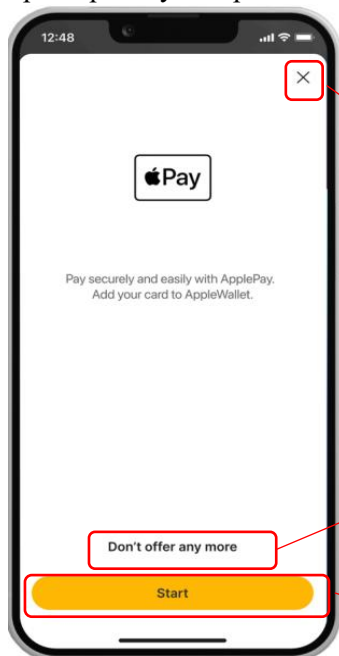 12:48
Pay
Pay securely and easily with ApplePay.
Add your card to AppleWallet.
Don't offer any more
Start